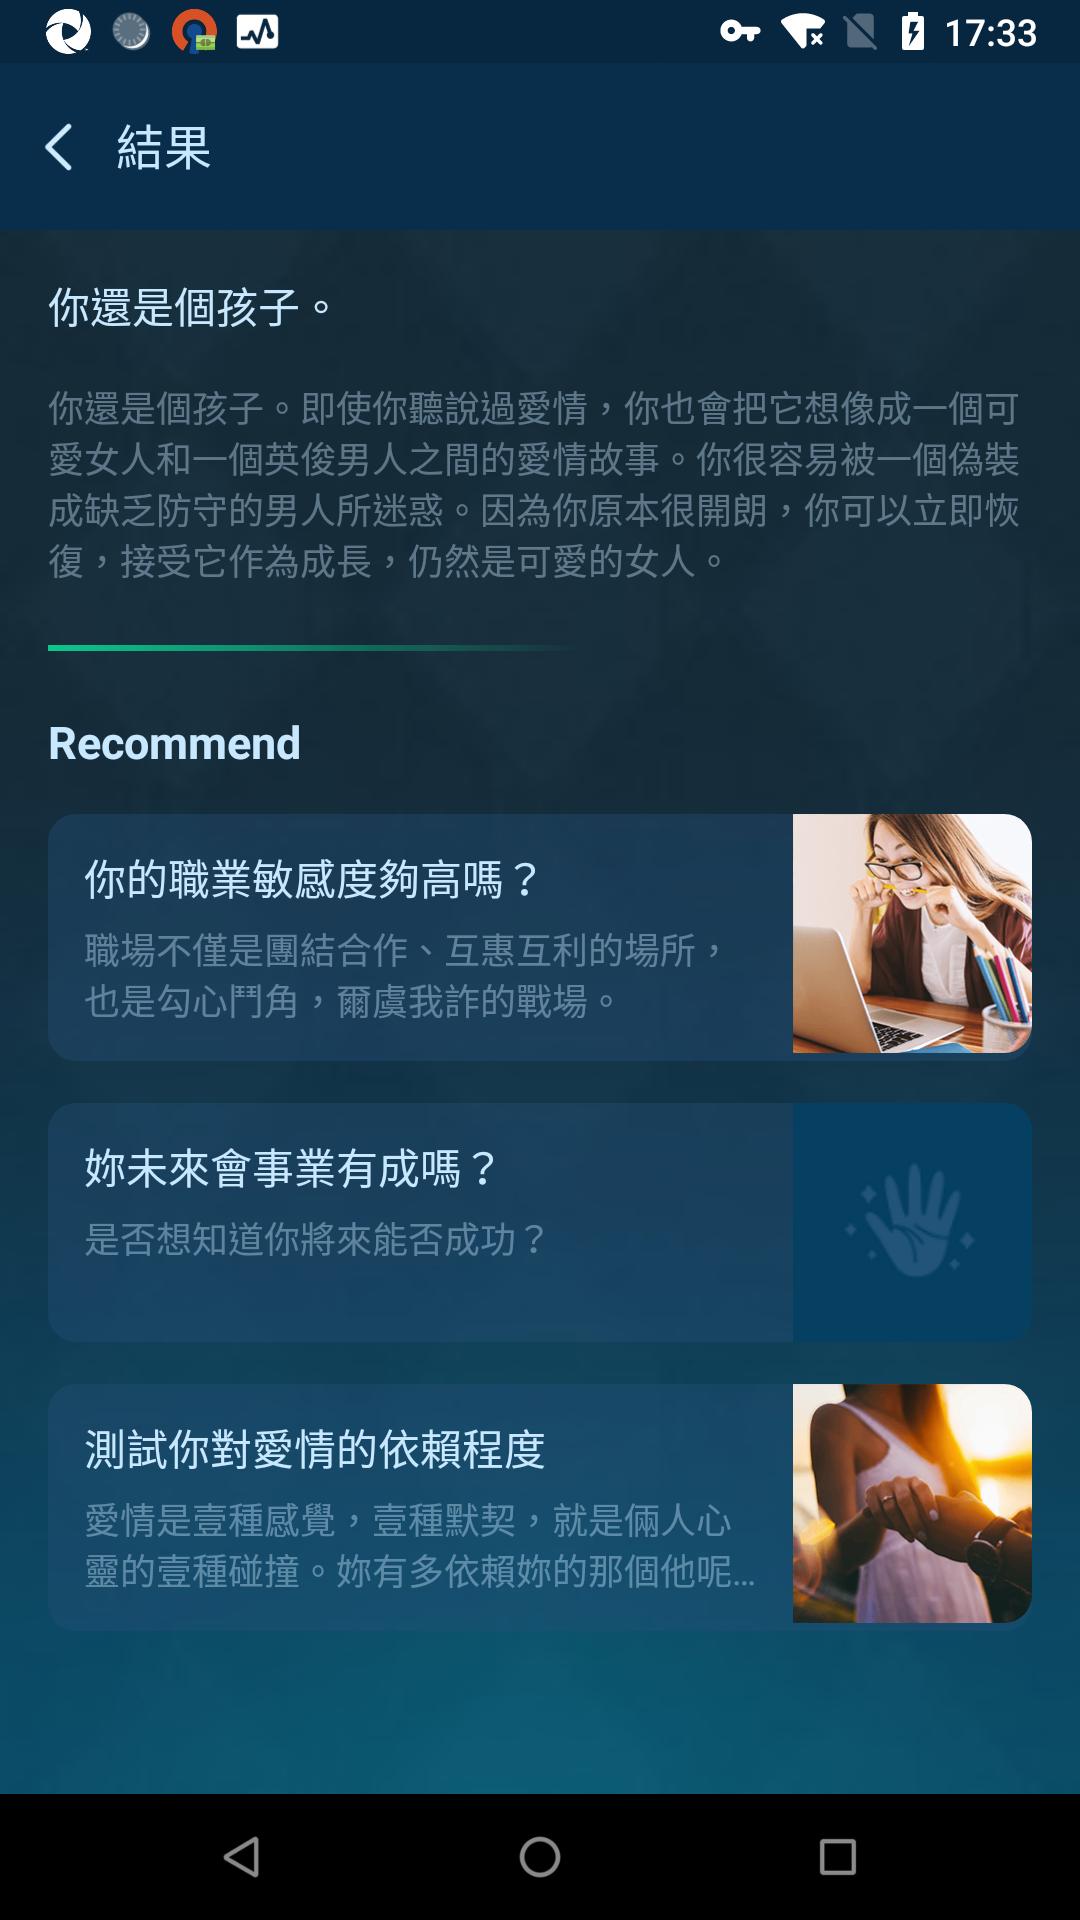 17:33
結果
你還是個孩子。
你還是個孩子。即使你聽說過愛情，你也會把它想像成一個可
愛女人和一個英俊男人之間的愛情故事。你很容易被一個偽裝
成缺乏防守的男人所迷惑。因為你原本很開朗，你可以立即恢
復，接受它作為成長，仍然是可愛的女人。
Recommend
你的職業敏感度夠高嗎？
職場不僅是團結合作、互惠互利的場所，
也是勾心鬥角，爾虞我詐的戰場。
妳未來會事業有成嗎？
是否想知道你將來能否成功？
測試你對愛情的依賴程度
愛情是壹種感覺，壹種默契，就是倆人心
靈的壹種碰撞。妳有多依賴妳的那個他呢…